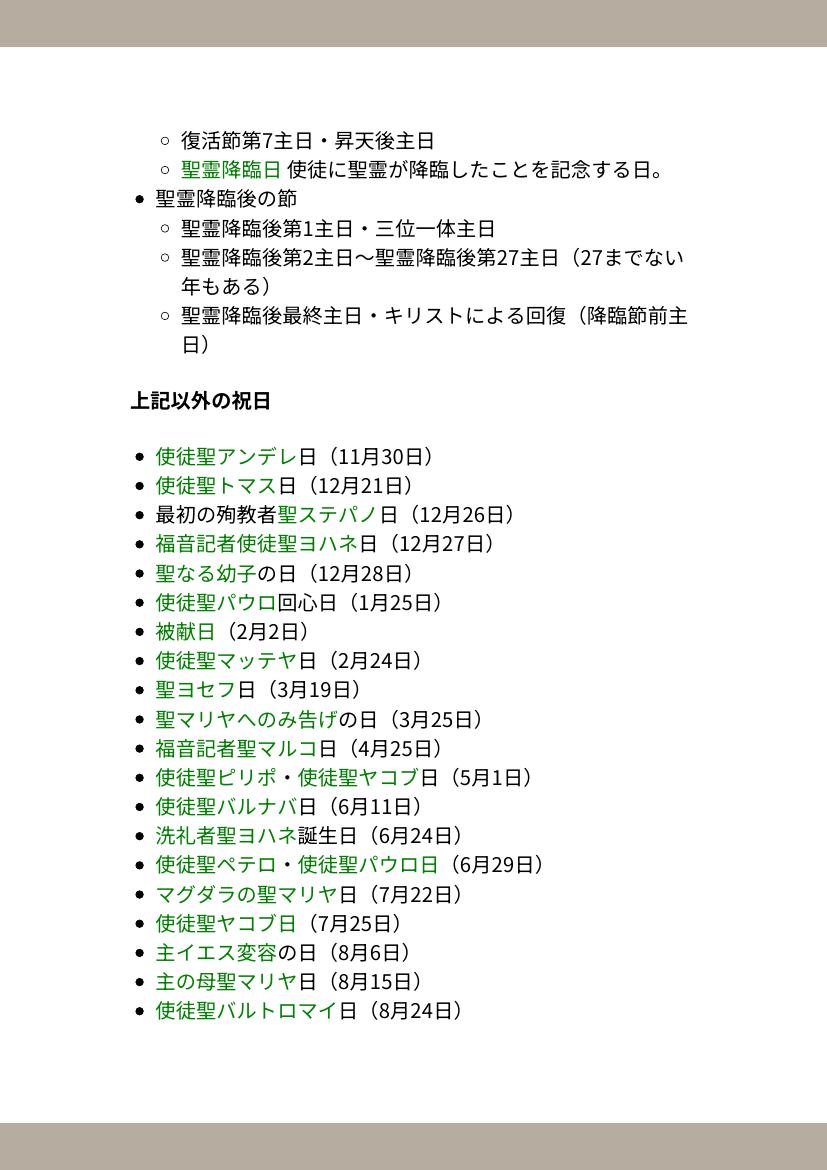 復活節第7主日・昇天後主日
聖霊降臨日 使徒に聖霊が降臨したことを記念する日。
聖霊降臨後の節
聖霊降臨後第1主日・三位一体主日
聖霊降臨後第2主日～聖霊降臨後第27主日（27までない
年もある）
聖霊降臨後最終主日・キリストによる回復（降臨節前主
日）
上記以外の祝日
使徒聖アンデレ日（11月30日）
使徒聖トマス日（12月21日）
最初の殉教者聖ステパノ日（12月26日）
福音記者使徒聖ヨハネ日（12月27日）
聖なる幼子の日（12月28日）
使徒聖パウロ回心日（1月25日）
被献日（2月2日）
使徒聖マッテヤ日（2月24日）
聖ヨセフ日（3月19日）
聖マリヤへのみ告げの日（3月25日）
福音記者聖マルコ日（4月25日）
使徒聖ピリポ・使徒聖ヤコブ日（5月1日）
使徒聖バルナバ日（6月11日）
洗礼者聖ヨハネ誕生日（6月24日）
使徒聖ペテロ・使徒聖パウロ日（6月29日）
マグダラの聖マリヤ日（7月22日）
使徒聖ヤコブ日（7月25日）
主イエス変容の日（8月6日）
主の母聖マリヤ日（8月15日）
使徒聖バルトロマイ日（8月24日）